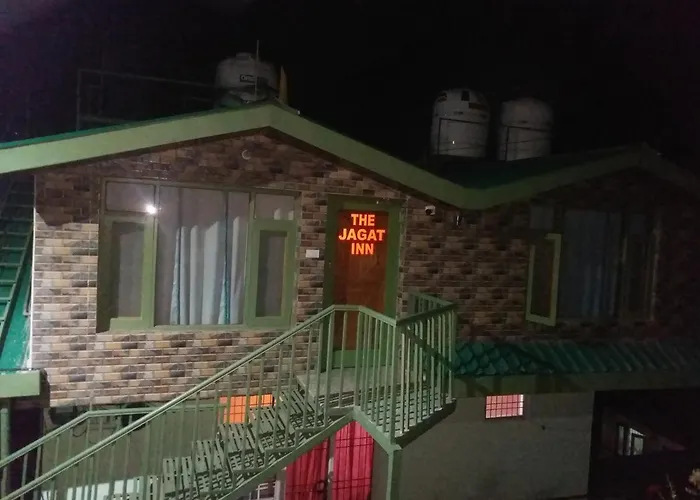 THE
JAGAT
INN